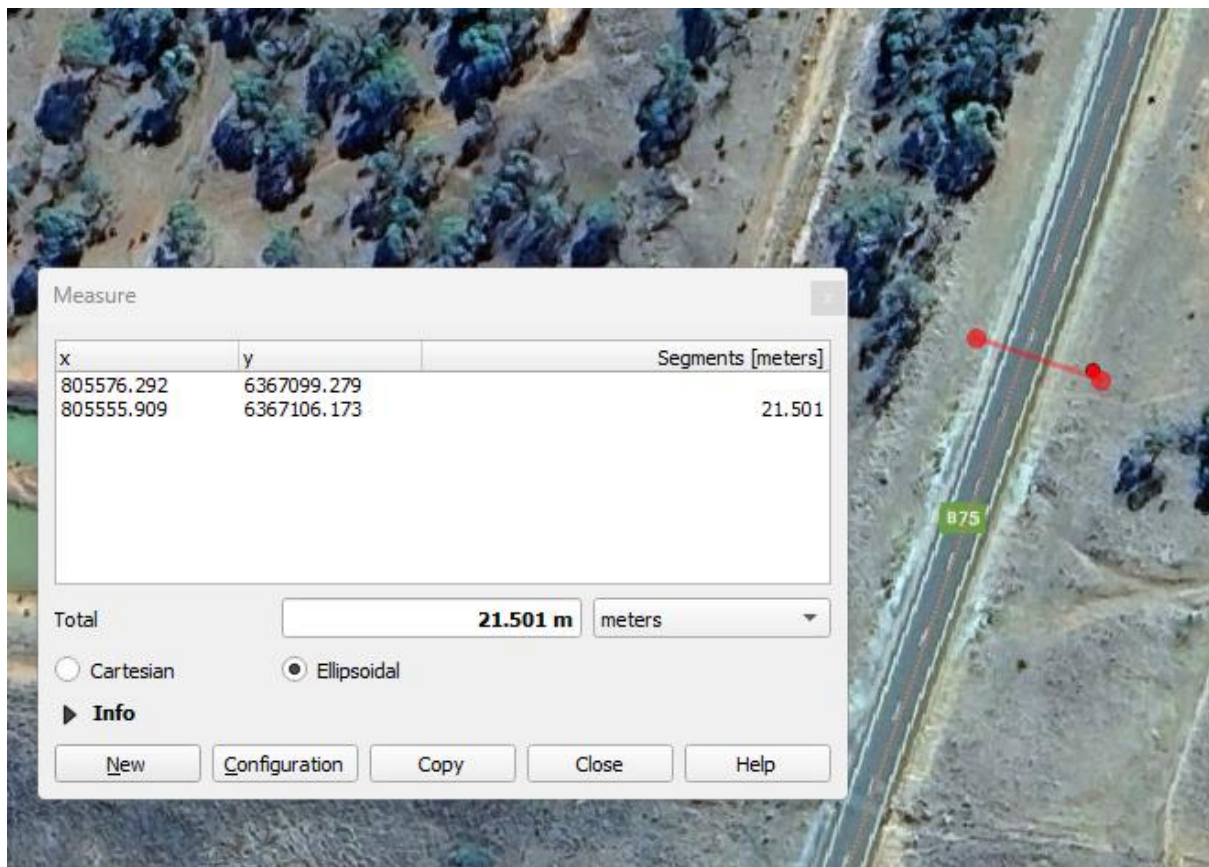 Measure
x y Segments [meters]
805576.292 6367099.279
805555.909 6367106.173 21.501
B75
Total 21.501 m meters
Cartesian Ellipsoidal
Info
New Configuration Copy Close Help